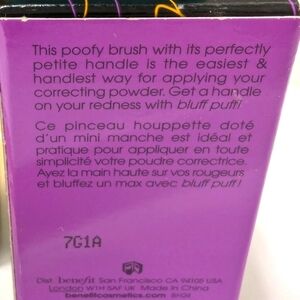 This poofy brush with its perfectly
petite handle is the easiest &
handiest way for applying your
correcting powder. Get a handle
on your redness with bluff puff!
Ce pinceau houppette doté
d'un mini manche est idéal et
pratique pour appliquer en toute
simplicité votre poudre correctrice.
Ayez la main haute sur vos rougeurs
et bluffez un max avec bluff puff!
7G1A
Dist. benefit San Francisco CA 94105 USA
London W1H 5AF UK Made in China
benefitcosmetics.com